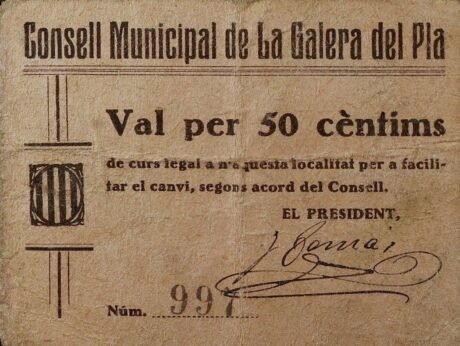 Consell Municipal de La Galera del Pla
Val per 50 cèntims
de curs legal a n'aquesta localitat per a facili-
tar el canvi, segons acord del Consell.
EL PRESIDENT,
Núm. 997